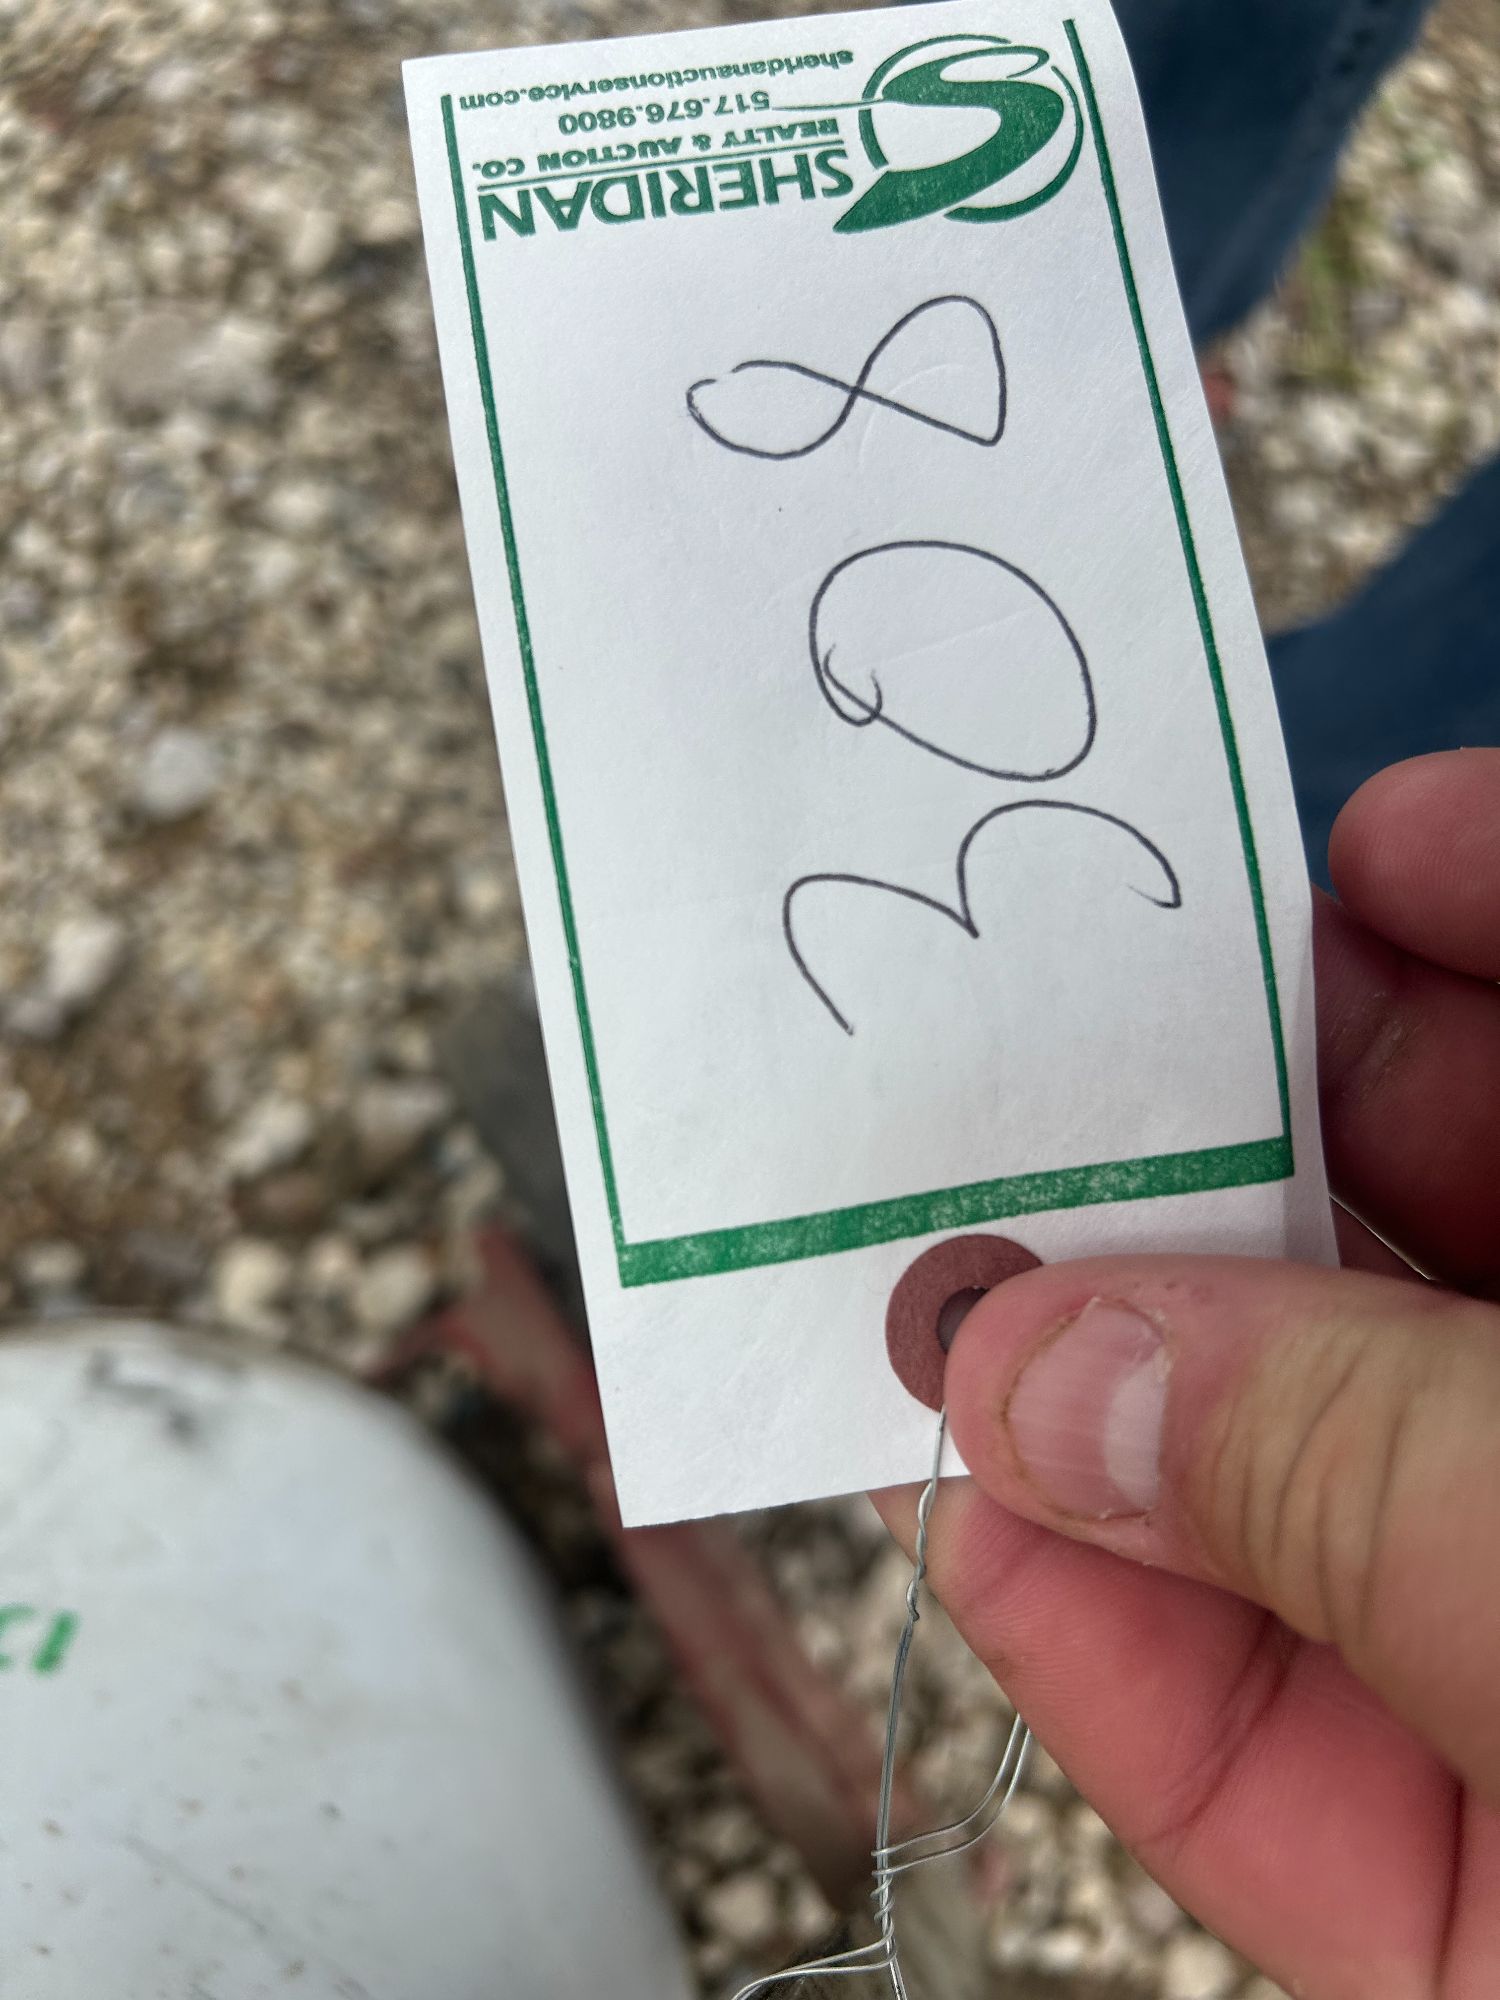 SHERIDAN
REALTY & AUCTION CO.
517.676.9800
sheridanauctionservice.com
308